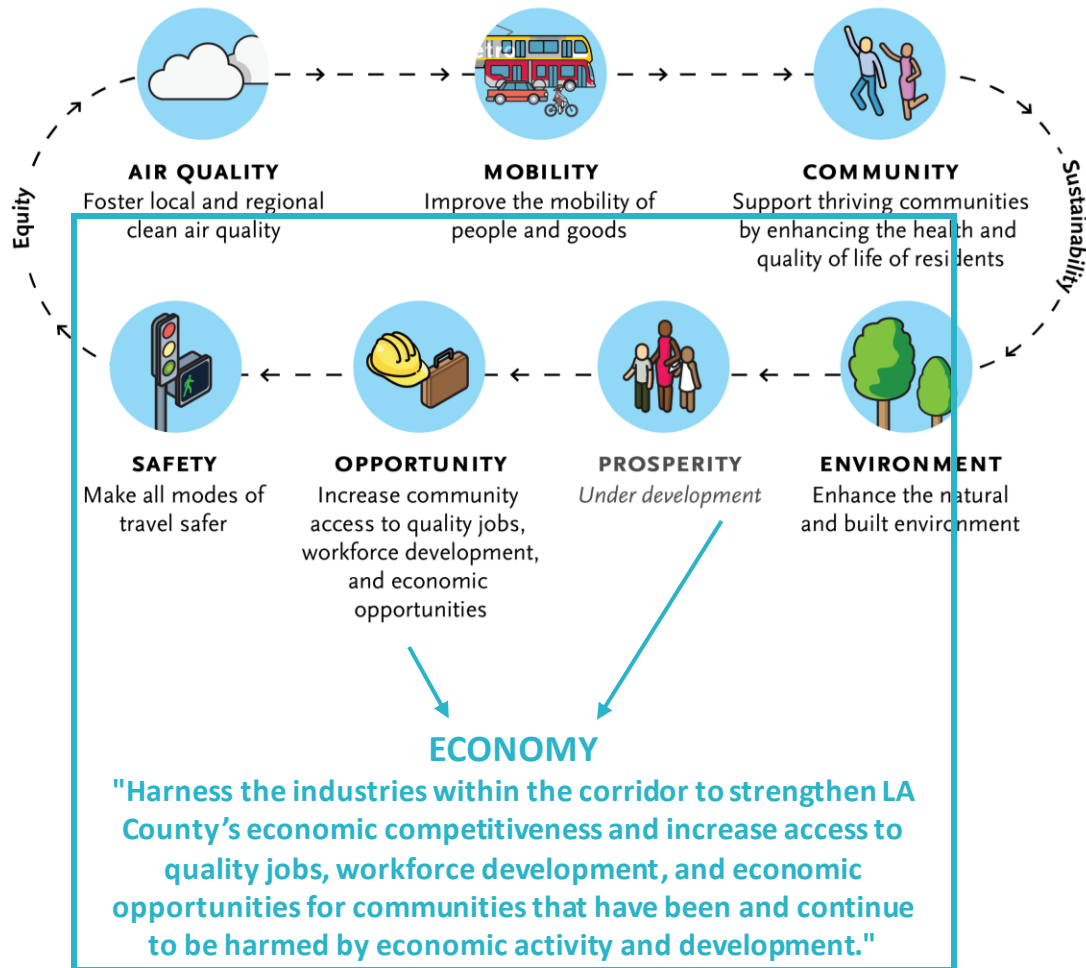 etro
AIR QUALITY
Foster local and regional
clean air quality
MOBILITY
Improve the mobility of
people and goods
COMMUNITY
Support thriving communities
by enhancing the health and
quality of life of residents
Equity
Sustainability
SAFETY
Make all modes of
travel safer
OPPORTUNITY
Increase community
access to quality jobs,
workforce development,
and economic
opportunities
PROSPERITY
Under development
ENVIRONMENT
Enhance the natural
and built environment
ECONOMY
"Harness the industries within the corridor to strengthen LA
County’s economic competitiveness and increase access to
quality jobs, workforce development, and economic
opportunities for communities that have been and continue
to be harmed by economic activity and development."